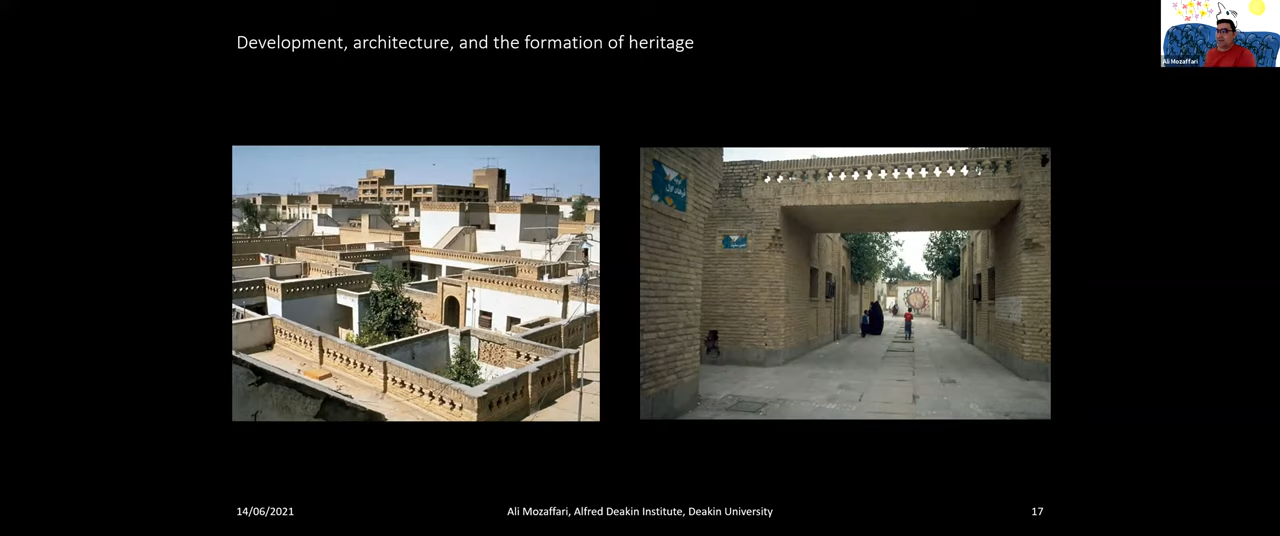 Development, architecture, and the formation of heritage
Ali Mozaffari
14/06/2021
Ali Mozaffari, Alfred Deakin Institute, Deakin University
17